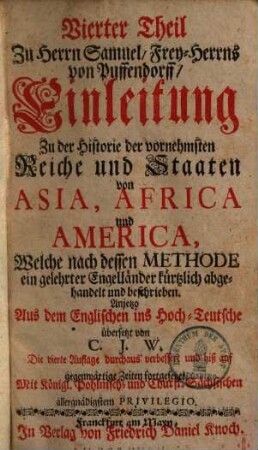 Vierter Theil
Zu Herrn Samuel/ Frey-Herrns
von Puffendorff/
Einleitung
Zu der Historie der vornehmsten
Reiche und Staaten
von
ASIA, AFRICA
und
AMERICA,
Welche nach dessen METHODE
ein gelehrter Engelländer kürtzlich abge-
handelt und beschrieben.
Anjetzo
Aus dem Englischen ins Hoch-Teutsche
übersetzt von
C. J. W.
Die vierte Auflage durchaus verbessert und biß auf
gegenwärtige Zeiten fortgesetzt.
Mit Königl. Pohlnisch- und Churfl. Sächsischen
allergnädigsten PRIVILEGIO.
Franckfurt am Mayn,
In Verlag von Friedrich Daniel Knoch.